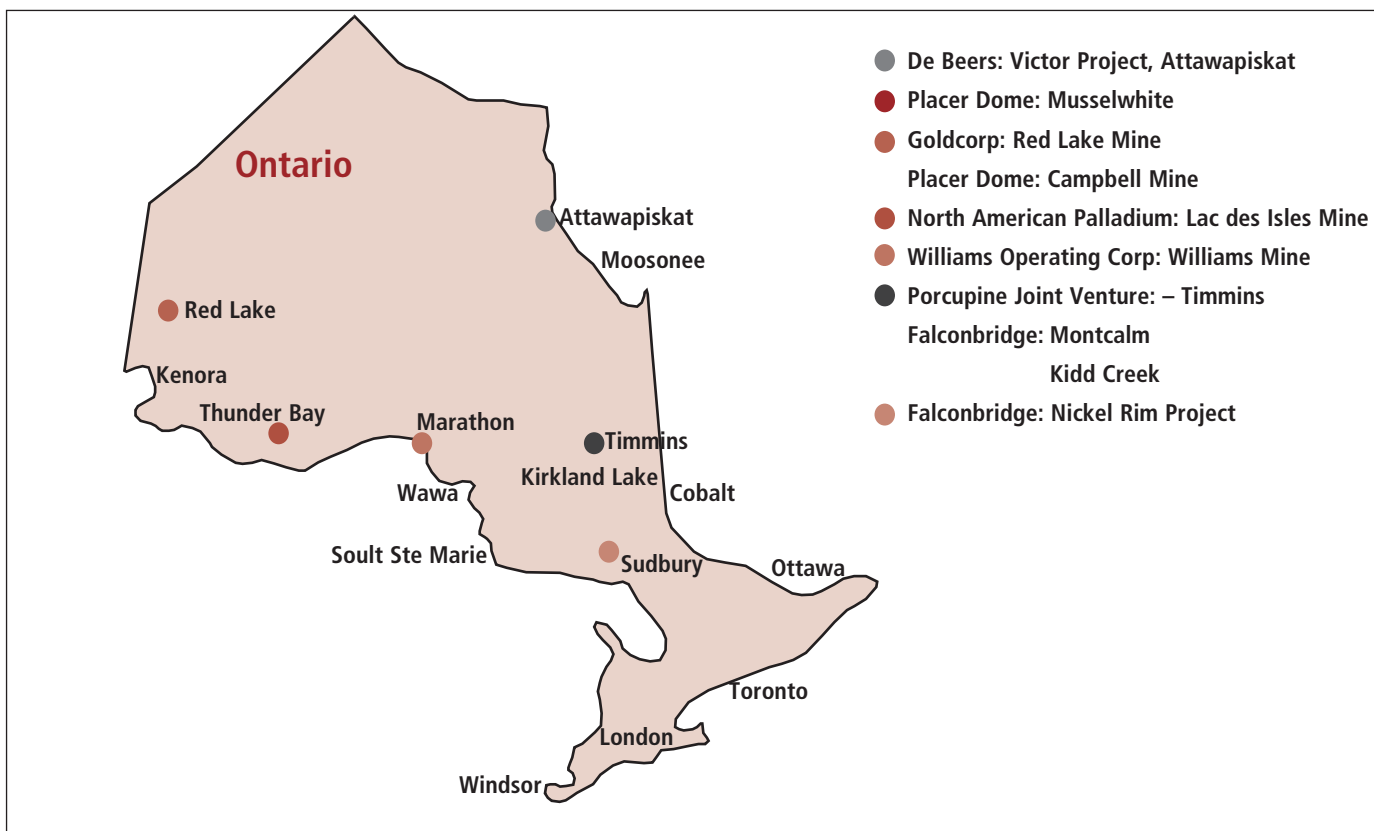 Ontario
Attawapiskat
Moosonee
Red Lake
Kenora
Thunder Bay
Marathon
Timmins
Kirkland Lake
Wawa
Cobalt
Soult Ste Marie
Sudbury
Ottawa
Toronto
London
Windsor
De Beers: Victor Project, Attawapiskat
Placer Dome: Musselwhite
Goldcorp: Red Lake Mine
Placer Dome: Campbell Mine
North American Palladium: Lac des Isles Mine
Williams Operating Corp: Williams Mine
Porcupine Joint Venture: – Timmins
Falconbridge: Montcalm
Kidd Creek
Falconbridge: Nickel Rim Project